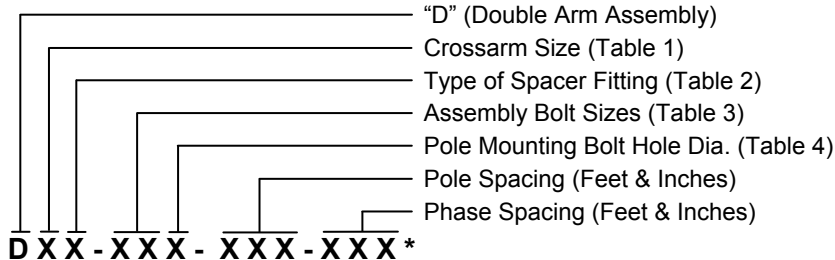 “D” (Double Arm Assembly)
Crossarm Size (Table 1)
Type of Spacer Fitting (Table 2)
Assembly Bolt Sizes (Table 3)
Pole Mounting Bolt Hole Dia. (Table 4)
Pole Spacing (Feet & Inches)
Phase Spacing (Feet & Inches)
D X X - X X X - X X X - X X X *